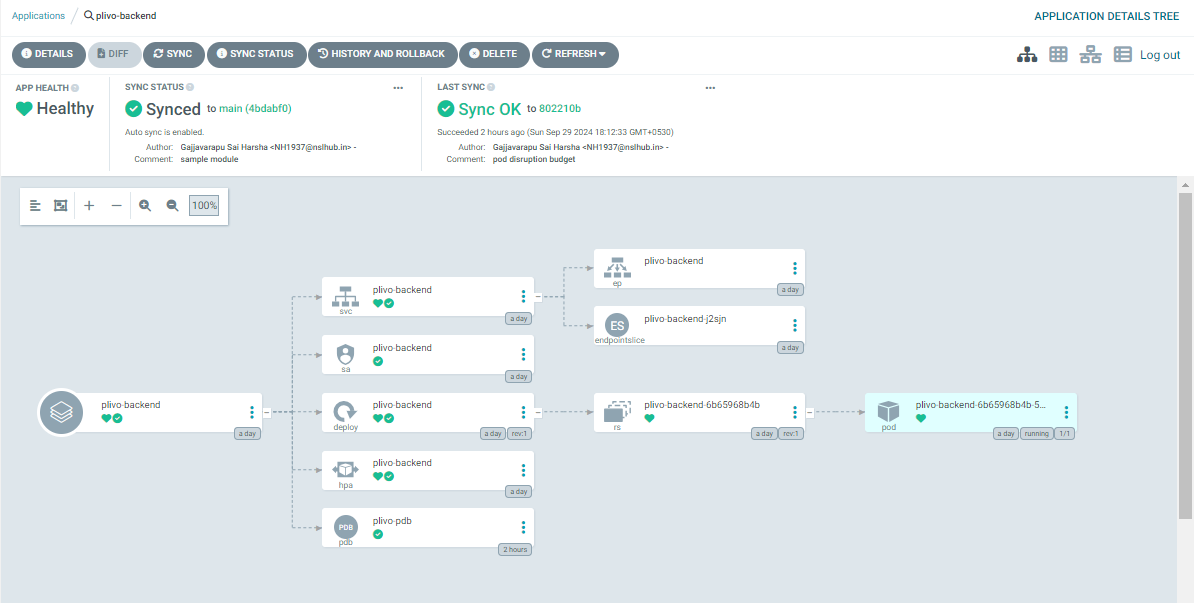 Applications / plivo-backend
APPLICATION DETAILS TREE
DETAILS DIFF SYNC SYNC STATUS HISTORY AND ROLLBACK DELETE REFRESH
Log out
APP HEALTH
Healthy
SYNC STATUS
Synced to main (4bdabf0)
Auto sync is enabled.
Author: Gajjavarapu Sai Harsha <NH1937@nslhub.in> -
Comment: sample module
LAST SYNC
Sync OK to 802210b
Succeeded 2 hours ago (Sun Sep 29 2024 18:12:33 GMT+0530)
Author: Gajjavarapu Sai Harsha <NH1937@nslhub.in> -
Comment: pod disruption budget
100%
plivo-backend
a day
plivo-backend
svc
a day
plivo-backend
sa
a day
plivo-backend
deploy
a day rev:1
plivo-backend
hpa
a day
PDB
plivo-pdb
pdb
2 hours
plivo-backend
ep
a day
ES
plivo-backend-j2sjn
endpointslice
a day
plivo-backend-6b65968b4b
rs
a day rev:1
plivo-backend-6b65968b4b-5...
pod
a day running 1/1